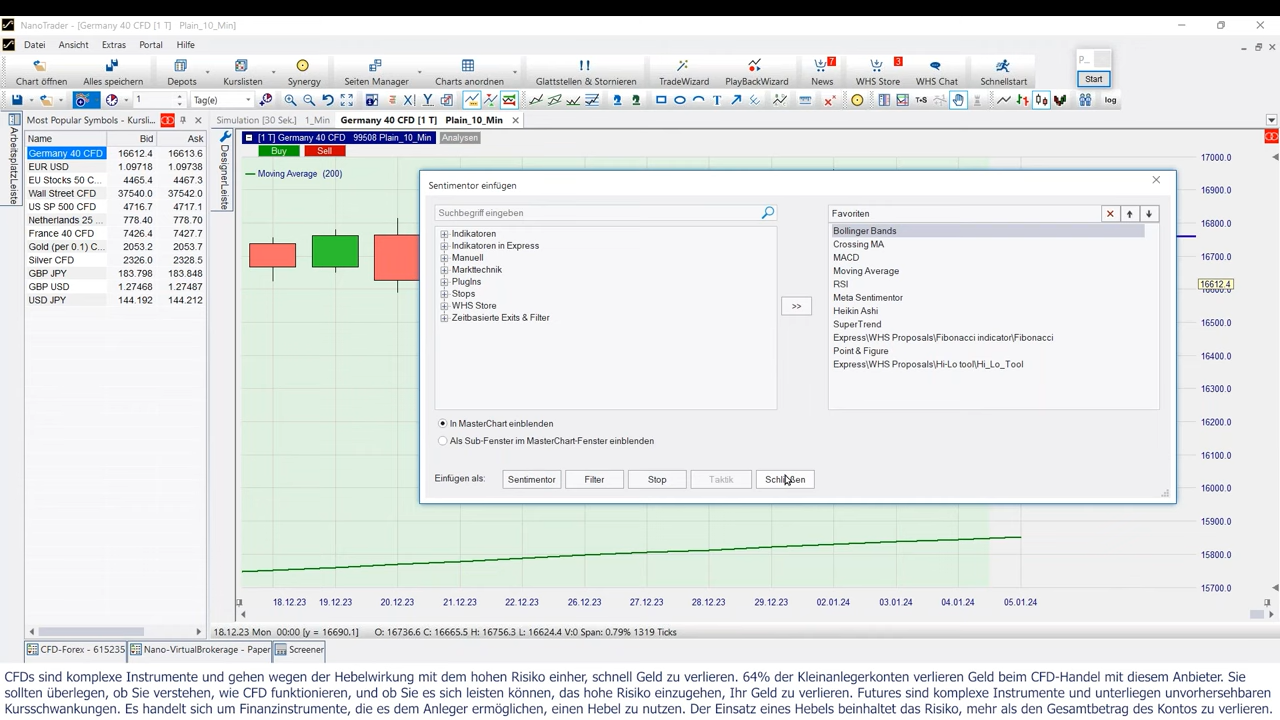 NanoTrader - [Germany 40 CFD [1 T] Plain_10_Min]
Datei Ansicht Extras Portal Hilfe
P...
Start
Chart öffnen Alles speichern Depots Kurslisten Synergy Seiten Manager Charts anordnen Glattstellen & Stornieren TradeWizard PlayBackWizard News 7 WHS Store 3 WHS Chat Schnellstart
1 Tag(e) T+S log
Most Popular Symbols - Kursli...
Simulation [30 Sek.] 1_Min Germany 40 CFD [1 T] Plain_10_Min
Arbeitsplatzleiste
DesignerLeiste
Name Bid Ask
Germany 40 CFD 16612.4 16613.6
EUR USD 1.09718 1.09738
EU Stocks 50 C... 4465.4 4467.3
Wall Street CFD 37540.0 37542.0
US SP 500 CFD 4716.7 4717.1
Netherlands 25 ... 778.40 778.70
France 40 CFD 7426.4 7427.7
Gold (per 0.1) C... 2053.2 2053.7
Silver CFD 2326.0 2328.5
GBP JPY 183.798 183.848
GBP USD 1.27468 1.27487
USD JPY 144.192 144.212
[1 T] Germany 40 CFD 99508 Plain_10_Min Analysen
Buy Sell
Moving Average (200)
Sentimentor einfügen
Suchbegriff eingeben
Indikatoren
Indikatoren in Express
Manuell
Markttechnik
PlugIns
Stops
WHS Store
Zeitbasierte Exits & Filter
>>
Favoriten
Bollinger Bands
Crossing MA
MACD
Moving Average
RSI
Meta Sentimentor
Heikin Ashi
SuperTrend
Express\WHS Proposals\Fibonacci indicator\Fibonacci
Point & Figure
Express\WHS Proposals\Hi-Lo tool\Hi_Lo_Tool
In MasterChart einblenden
Als Sub-Fenster im MasterChart-Fenster einblenden
Einfügen als: Sentimentor Filter Stop Taktik Schließen
17000.0
16900.0
16800.0
16700.0
16612.4
16500.0
16400.0
16300.0
16200.0
16100.0
16000.0
15900.0
15800.0
15700.0
18.12.23 19.12.23 20.12.23 21.12.23 22.12.23 26.12.23 27.12.23 28.12.23 29.12.23 02.01.24 03.01.24 04.01.24 05.01.24
18.12.23 Mon 00:00 [y = 16690.1] O: 16736.6 C: 16665.5 H: 16756.3 L: 16624.4 V:0 Span: 0.79% 1319 Ticks
CFD-Forex - 615235 Nano-VirtualBrokerage - Paper Screener
CFDs sind komplexe Instrumente und gehen wegen der Hebelwirkung mit dem hohen Risiko einher, schnell Geld zu verlieren. 64% der Kleinanlegerkonten verlieren Geld beim CFD-Handel mit diesem Anbieter. Sie
sollten überlegen, ob Sie verstehen, wie CFD funktionieren, und ob Sie es sich leisten können, das hohe Risiko einzugehen, Ihr Geld zu verlieren. Futures sind komplexe Instrumente und unterliegen unvorhersehbaren
Kursschwankungen. Es handelt sich um Finanzinstrumente, die es dem Anleger ermöglichen, einen Hebel zu nutzen. Der Einsatz eines Hebels beinhaltet das Risiko, mehr als den Gesamtbetrag des Kontos zu verlieren.